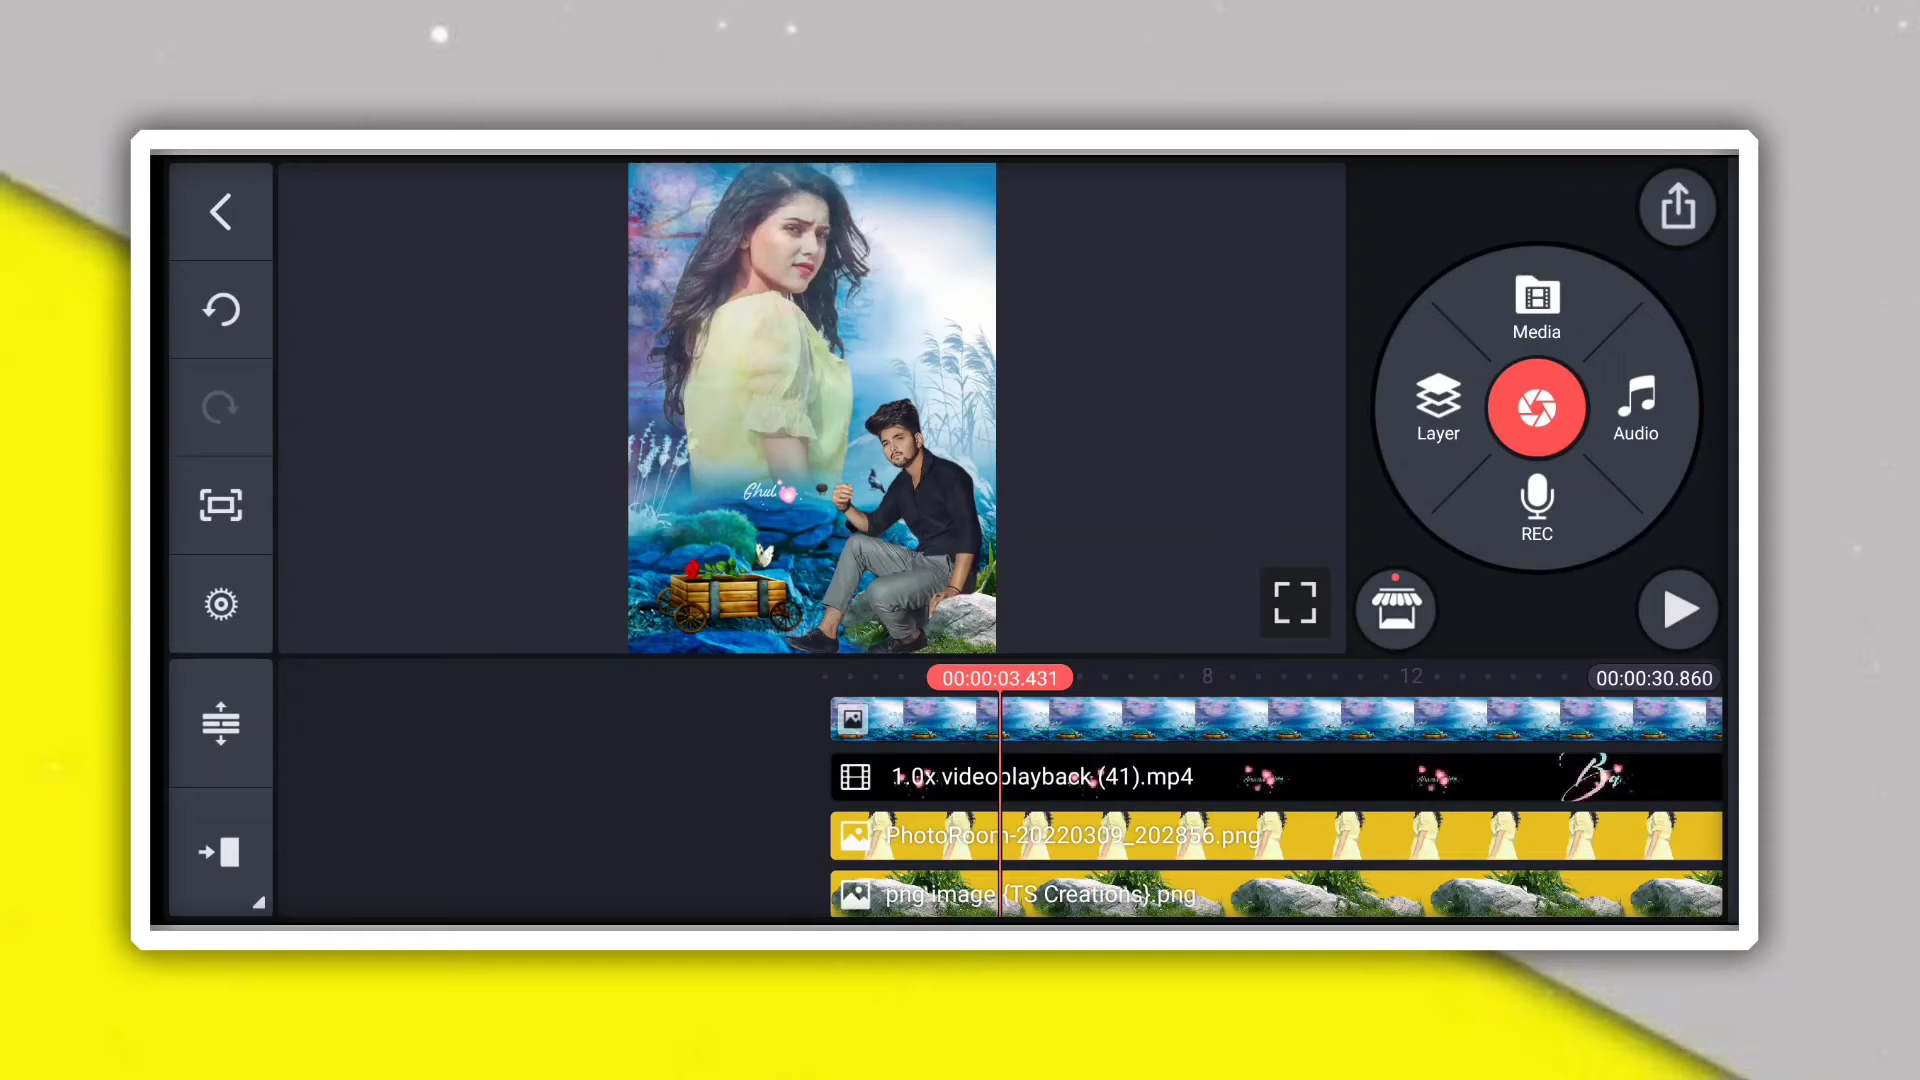 Media
Layer
Audio
REC
Ghul
00:00:03.431
8
12
00:00:30.860
1.0x videoplayback (41).mp4
PhotoRoom-20220309_202856.png
png image {TS Creations}.png